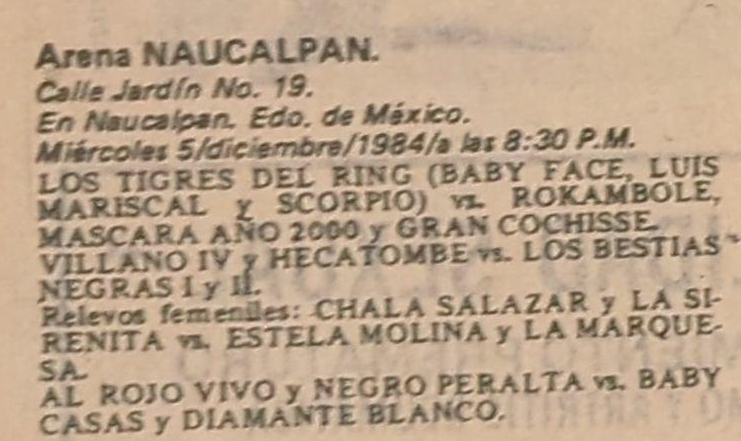 Arena NAUCALPAN.
Calle Jardín No. 19.
En Naucalpan. Edo. de México.
Miércoles 5/diciembre/1984/a las 8:30 P.M.
LOS TIGRES DEL RING (BABY FACE, LUIS
MARISCAL y SCORPIO) vs. ROKAMBOLE,
MASCARA AÑO 2000 y GRAN COCHISSE.
VILLANO IV y HECATOMBE vs. LOS BESTIAS
NEGRAS I y II.
Relevos femeniles: CHALA SALAZAR y LA SI-
RENITA vs. ESTELA MOLINA y LA MARQUE-
SA.
AL ROJO VIVO y NEGRO PERALTA vs. BABY
CASAS y DIAMANTE BLANCO.